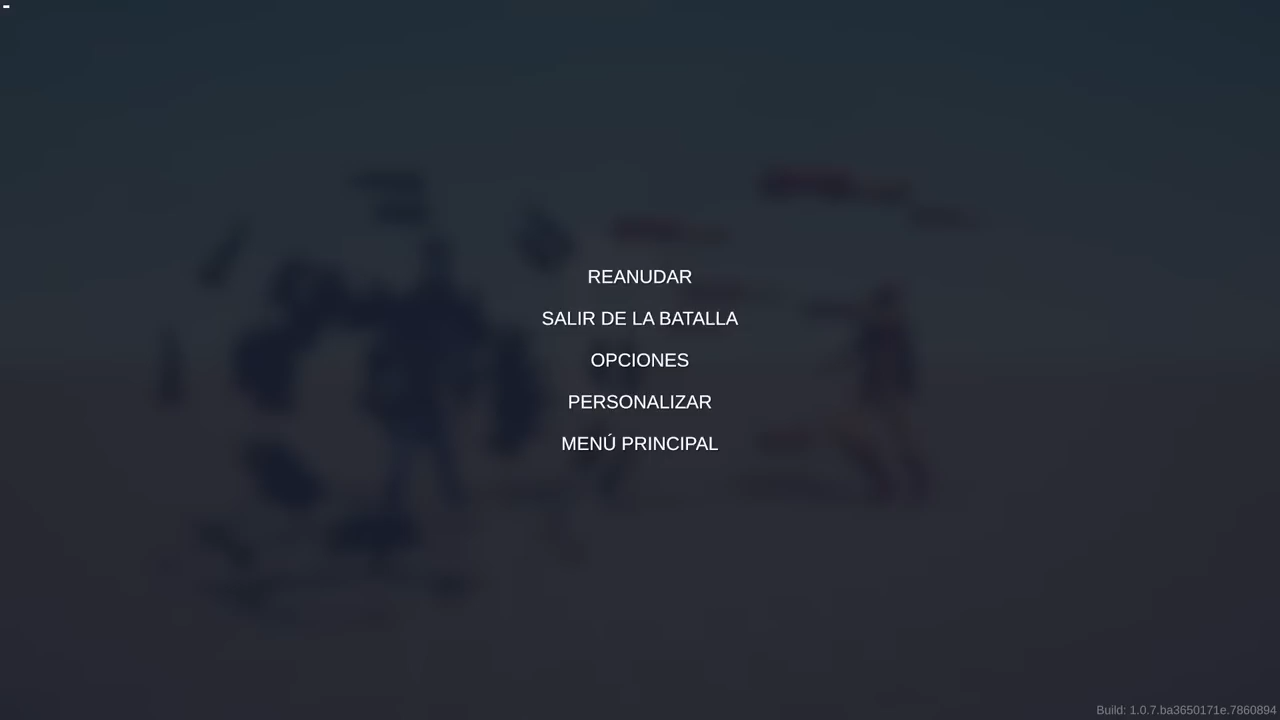 REANUDAR
SALIR DE LA BATALLA
OPCIONES
PERSONALIZAR
MENÚ PRINCIPAL
Build: 1.0.7.ba3650171e.7860894